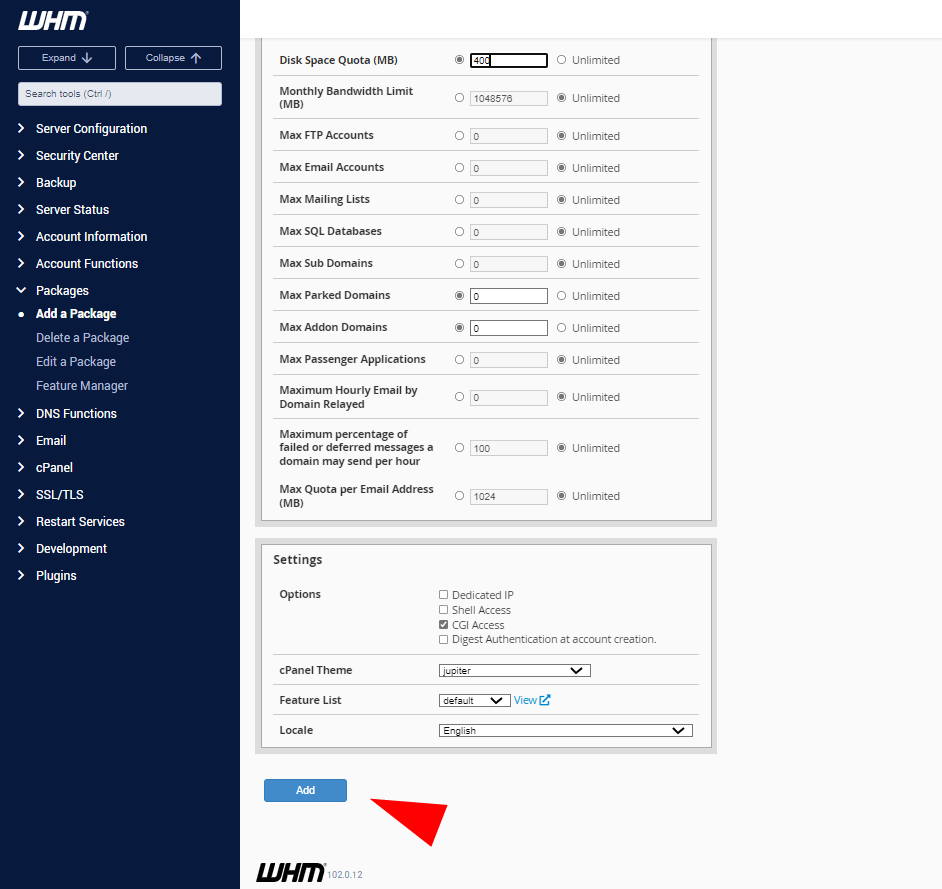 WHM
Expand
Collapse
Search tools (Ctrl /)
Server Configuration
Security Center
Backup
Server Status
Account Information
Account Functions
Packages
Add a Package
Delete a Package
Edit a Package
Feature Manager
DNS Functions
Email
cPanel
SSL/TLS
Restart Services
Development
Plugins
Disk Space Quota (MB) 400 Unlimited
Monthly Bandwidth Limit
(MB) 1048576 Unlimited
Max FTP Accounts 0 Unlimited
Max Email Accounts 0 Unlimited
Max Mailing Lists 0 Unlimited
Max SQL Databases 0 Unlimited
Max Sub Domains 0 Unlimited
Max Parked Domains 0 Unlimited
Max Addon Domains 0 Unlimited
Max Passenger Applications 0 Unlimited
Maximum Hourly Email by
Domain Relayed 0 Unlimited
Maximum percentage of
failed or deferred messages a 100 Unlimited
domain may send per hour
Max Quota per Email Address
(MB) 1024 Unlimited
Settings
Options Dedicated IP
Shell Access
CGI Access
Digest Authentication at account creation.
cPanel Theme jupiter
Feature List default View
Locale English
Add
WHM 102.0.12